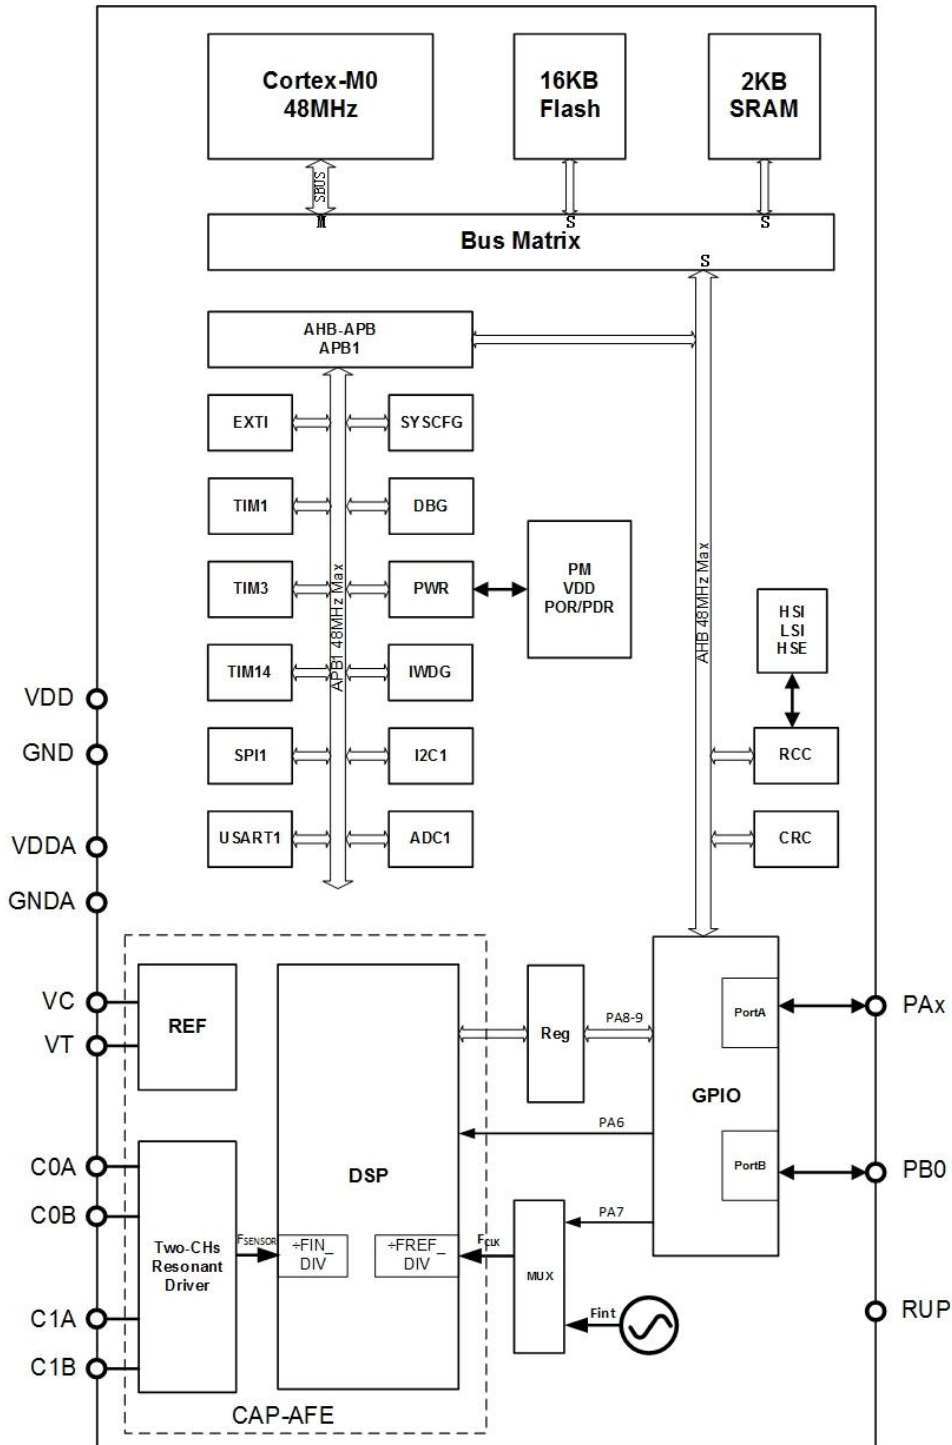 Cortex-M0
48MHz
16KB
Flash
2KB
SRAM
SBUS
M
S
S
Bus Matrix
S
AHB-APB
APB1
EXTI
SYSCFG
TIM1
DBG
TIM3
PWR
PM
VDD
POR/PDR
APB1 48MHz Max
AHB 48MHz Max
HSI
LSI
HSE
TIM14
IWDG
VDD
GND
SPI1
I2C1
RCC
USART1
ADC1
CRC
VDDA
GNDA
VC
VT
REF
DSP
Reg
PA8-9
GPIO
PortA
PAx
PA6
PortB
PB0
C0A
C0B
C1A
C1B
Two-CHs
Resonant
Driver
FSENSOR
÷FIN_
DIV
÷FREF_
DIV
FCLK
MUX
PA7
Fint
RUP
CAP-AFE